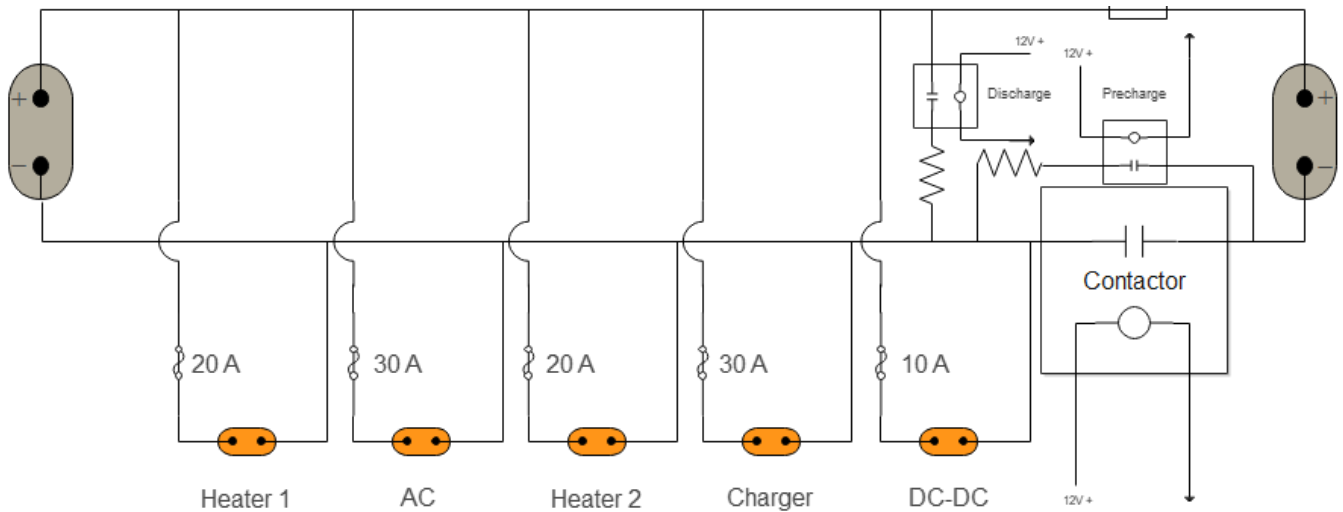 12V +
12V +
+
Discharge
Precharge
+
−
−
Contactor
20 A
30 A
20 A
30 A
10 A
Heater 1
AC
Heater 2
Charger
DC-DC
12V +